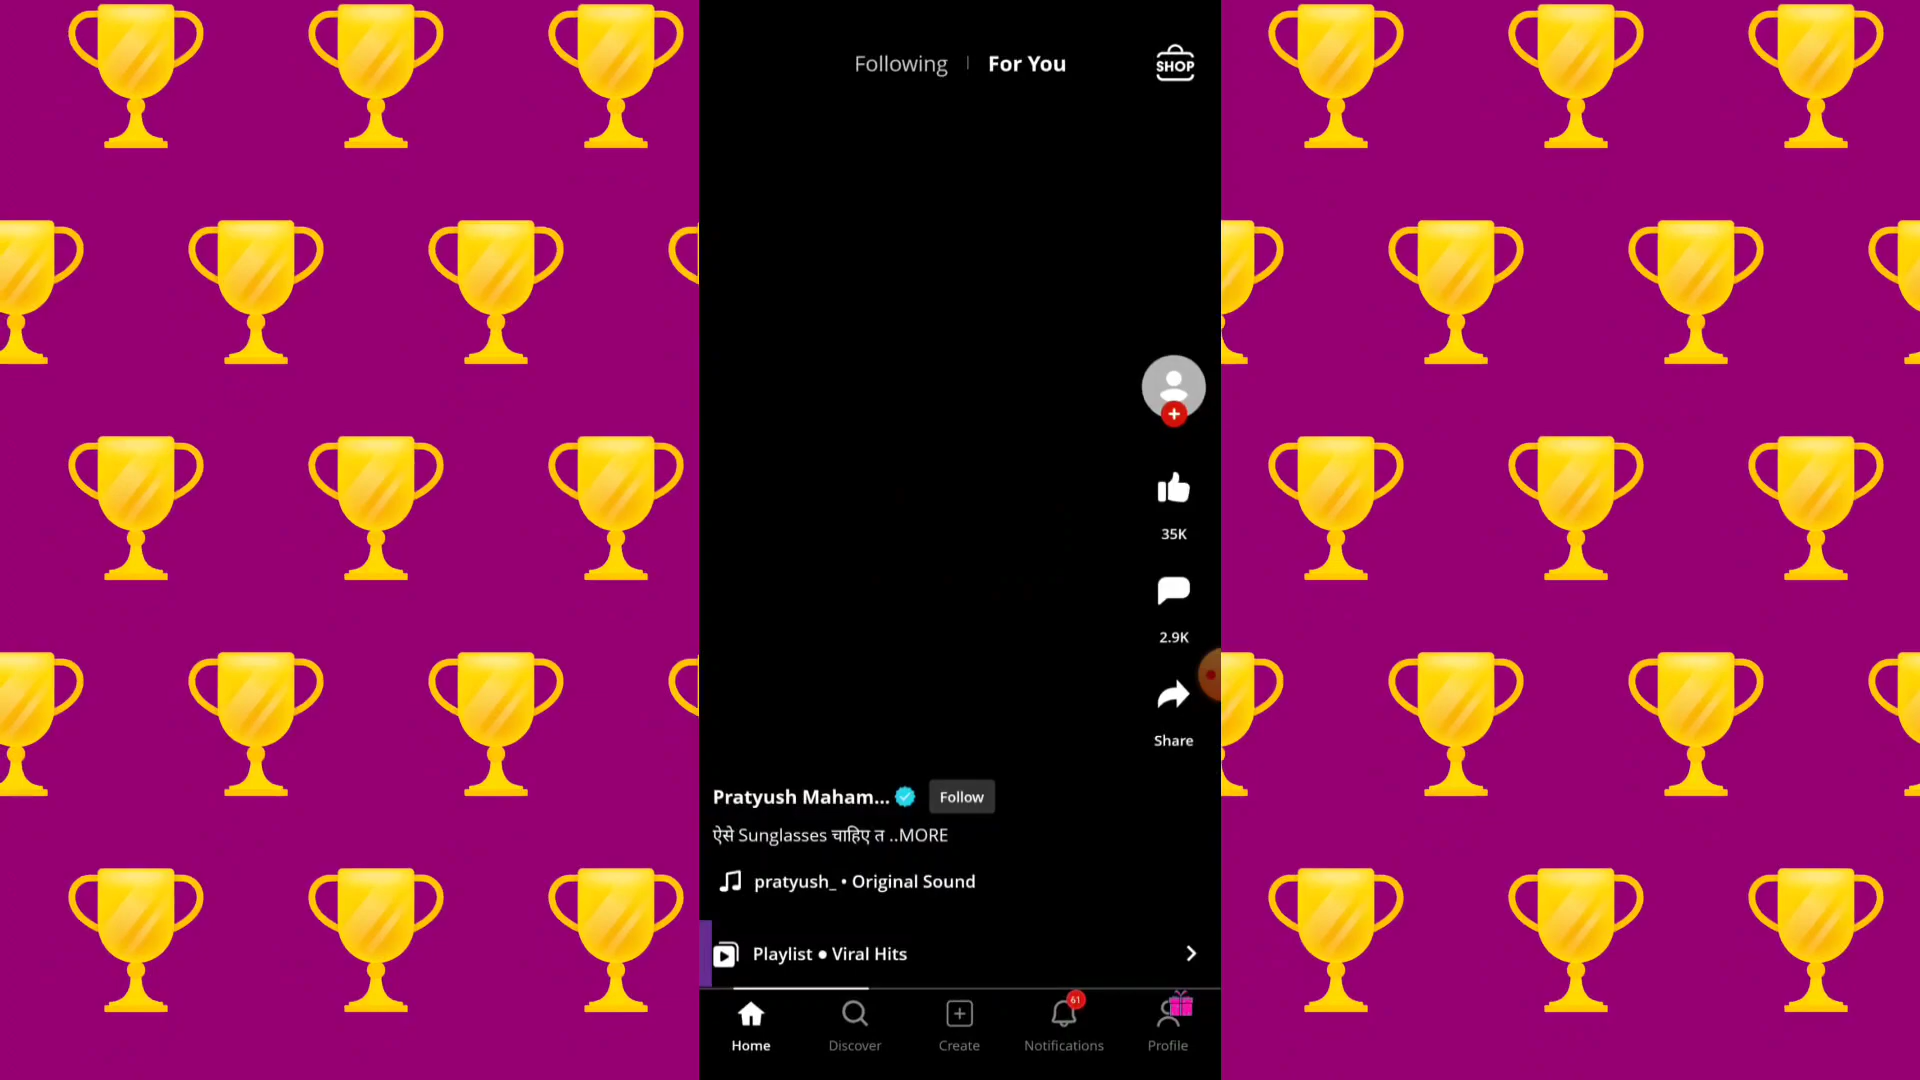 Following | For You
SHOP
35K
2.9K
Share
Pratyush Maham... Follow
ऐसे Sunglasses चाहिए त ..MORE
pratyush_ • Original Sound
Playlist ● Viral Hits
61
Home Discover Create Notifications Profile